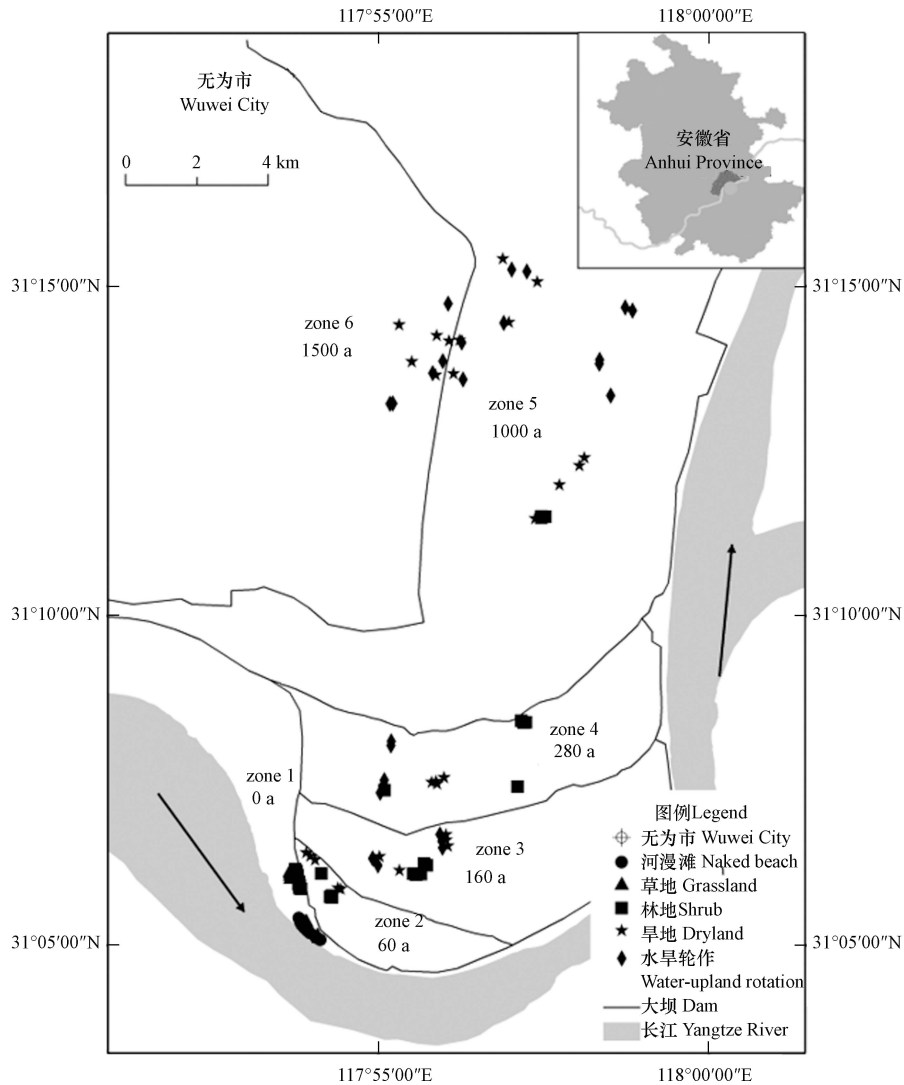 117°55′00″E
118°00′00″E
无为市
Wuwei City
0
2
4 km
安徽省
Anhui Province
31°15′00″N
31°15′00″N
zone 6
1500 a
zone 5
1000 a
31°10′00″N
31°10′00″N
zone 4
280 a
zone 1
0 a
zone 3
160 a
zone 2
60 a
图例Legend
无为市 Wuwei City
河漫滩 Naked beach
草地 Grassland
林地Shrub
旱地 Dryland
水旱轮作
Water-upland rotation
大坝 Dam
长江 Yangtze River
31°05′00″N
31°05′00″N
117°55′00″E
118°00′00″E